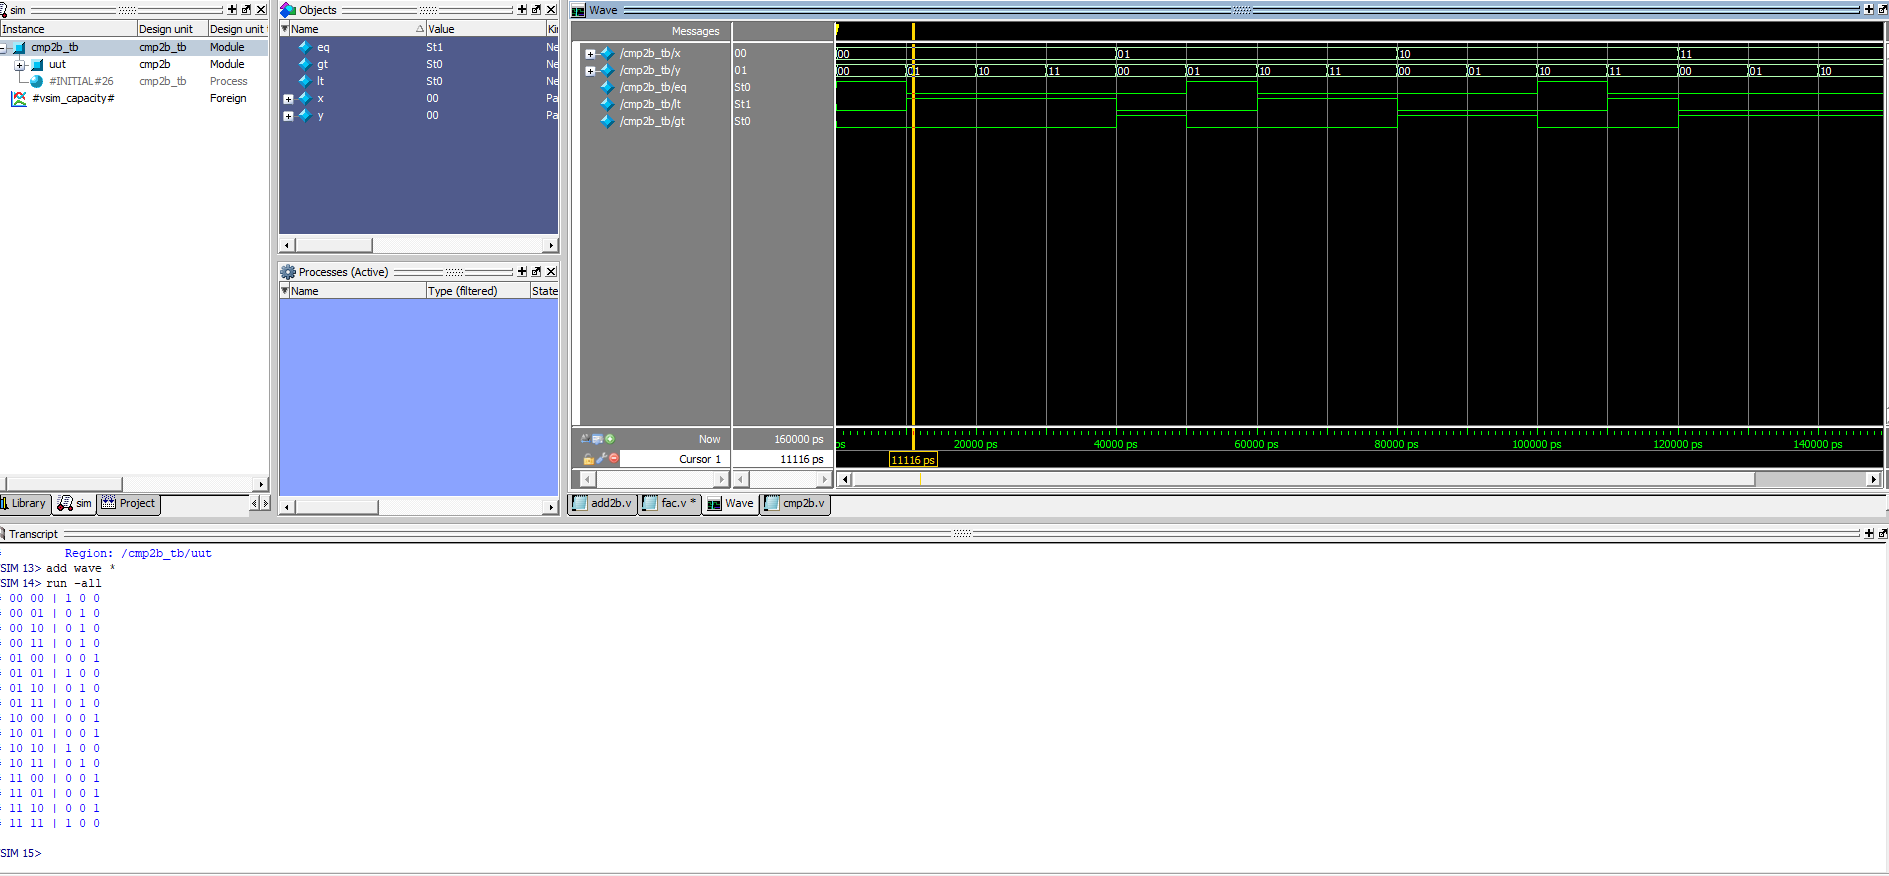 sim
Instance Design unit Design unit
cmp2b_tb cmp2b_tb Module
uut cmp2b Module
#INITIAL#26 cmp2b_tb Process
#vsim_capacity# Foreign
Library sim Project
Objects
Name Value
eq St1
gt St0
lt St0
x 00
y 00
Processes (Active)
Name Type (filtered) State
Wave
Messages
/cmp2b_tb/x 00 00 01 10 11
/cmp2b_tb/y 01 00 01 10 11 00 01 10 11 00 01 10 11 00 01 10
/cmp2b_tb/eq St0
/cmp2b_tb/lt St1
/cmp2b_tb/gt St0
Now 160000 ps ps 20000 ps 40000 ps 60000 ps 80000 ps 100000 ps 120000 ps 140000 ps
Cursor 1 11116 ps 11116 ps
add2b.v fac.v * Wave cmp2b.v
Transcript
Region: /cmp2b_tb/uut
SIM 13> add wave *
SIM 14> run -all
00 00 | 1 0 0
00 01 | 0 1 0
00 10 | 0 1 0
00 11 | 0 1 0
01 00 | 0 0 1
01 01 | 1 0 0
01 10 | 0 1 0
01 11 | 0 1 0
10 00 | 0 0 1
10 01 | 0 0 1
10 10 | 1 0 0
10 11 | 0 1 0
11 00 | 0 0 1
11 01 | 0 0 1
11 10 | 0 0 1
11 11 | 1 0 0
SIM 15>